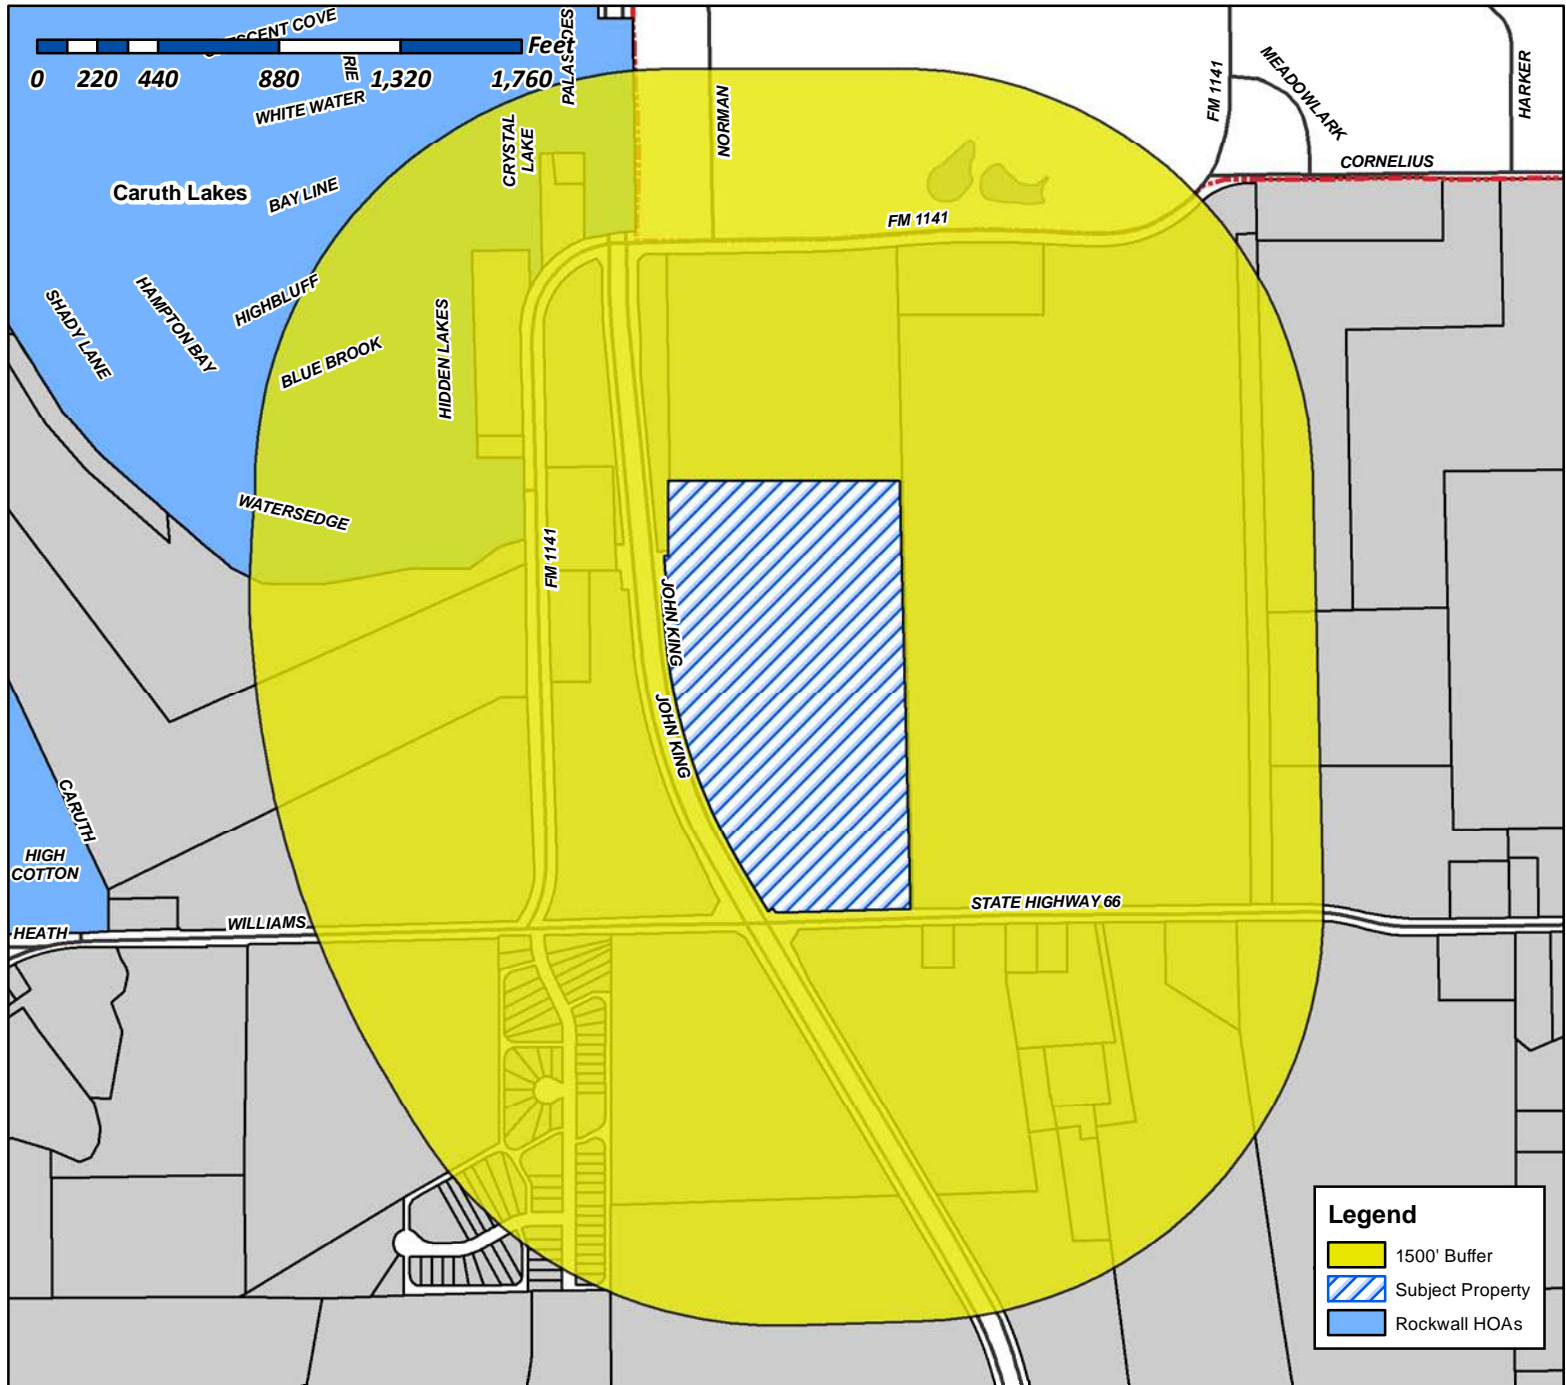 CRESCENT COVE
Feet
0 220 440 880 1,320 1,760
RIE
PALASADES
WHITE WATER
CRYSTAL
LAKE
NORMAN
FM 1141
MEADOWLARK
HARKER
CORNELIUS
Caruth Lakes
BAY LINE
FM 1141
SHADY LANE
HAMPTON BAY
HIGHBLUFF
BLUE BROOK
HIDDEN LAKES
WATERSEDGE
FM 1141
JOHN KING
JOHN KING
CARUTH
HIGH
COTTON
HEATH
WILLIAMS
STATE HIGHWAY 66
Legend
1500' Buffer
Subject Property
Rockwall HOAs